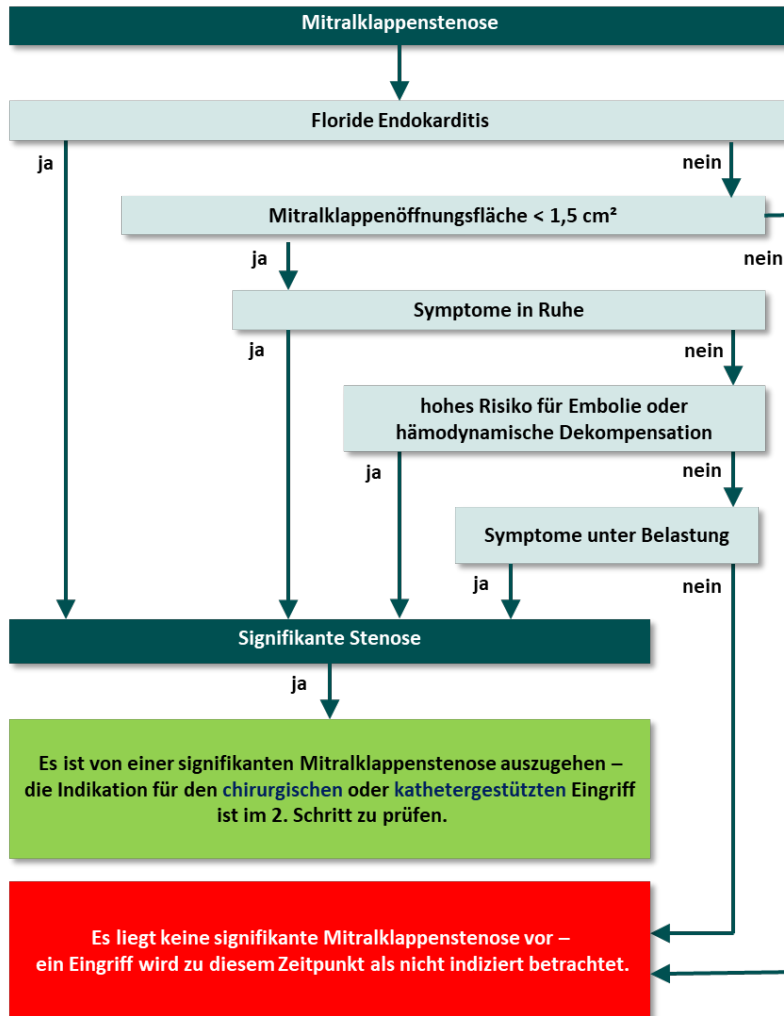 Mitralklappenstenose
Floride Endokarditis
ja
nein
Mitralklappenöffnungsfläche < 1,5 cm²
ja
nein
Symptome in Ruhe
ja
nein
hohes Risiko für Embolie oder
hämodynamische Dekompensation
ja
nein
Symptome unter Belastung
ja
nein
Signifikante Stenose
ja
Es ist von einer signifikanten Mitralklappenstenose auszugehen –
die Indikation für den chirurgischen oder kathetergestützten Eingriff
ist im 2. Schritt zu prüfen.
Es liegt keine signifikante Mitralklappenstenose vor –
ein Eingriff wird zu diesem Zeitpunkt als nicht indiziert betrachtet.